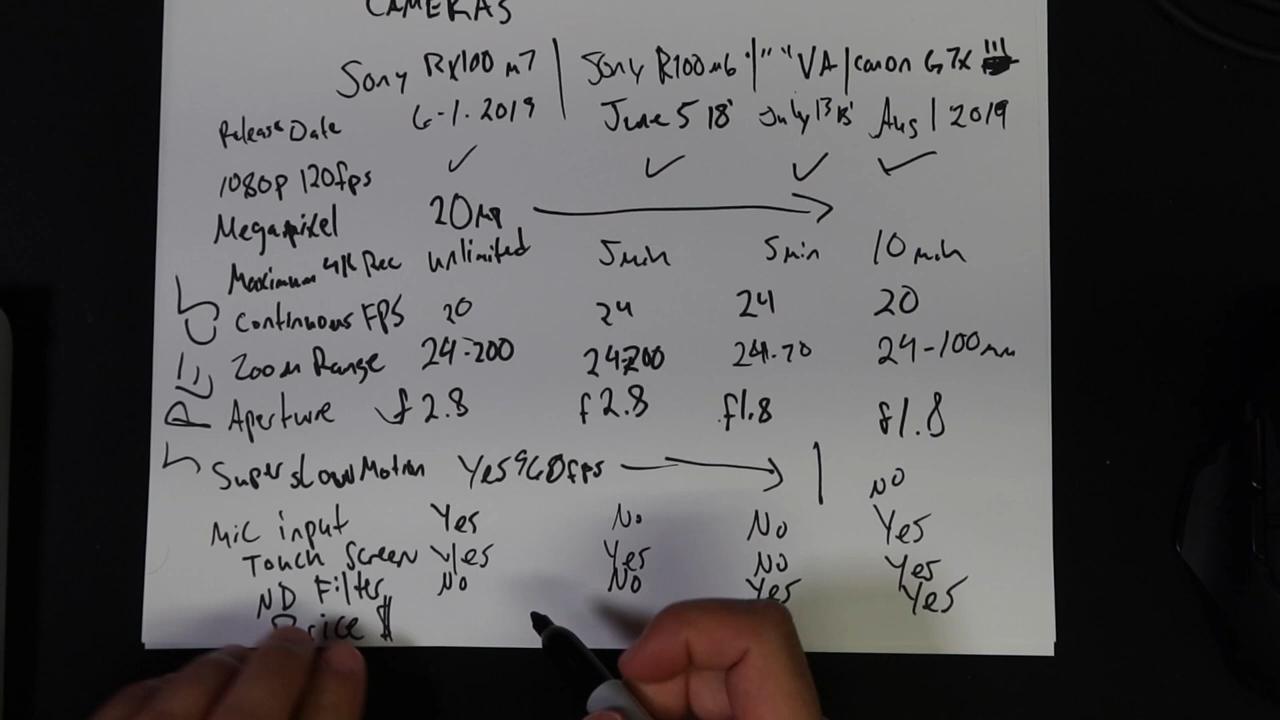 CAMERAS
Sony Rx100 m7 | Sony R100 m6 | " " VA | canon G7x III
Release Date 6-1.2019 June 5 18' July 13 18' Aug 1 2019
1080p 120fps ✓ ✓ ✓ ✓
Megapixel 20mp →
Maximum 4K Rec unlimited 5min 5min 10 min
Continuous FPS 20 24 24 20
Zoom Range 24-200 24-200 24-70 24-100mm
Aperture f2.8 f2.8 f1.8 f1.8
Super slow Motion Yes 960fps → | NO
Mic input Yes No No Yes
Touch Screen Yes Yes No Yes
ND Filter No No Yes Yes
Price $